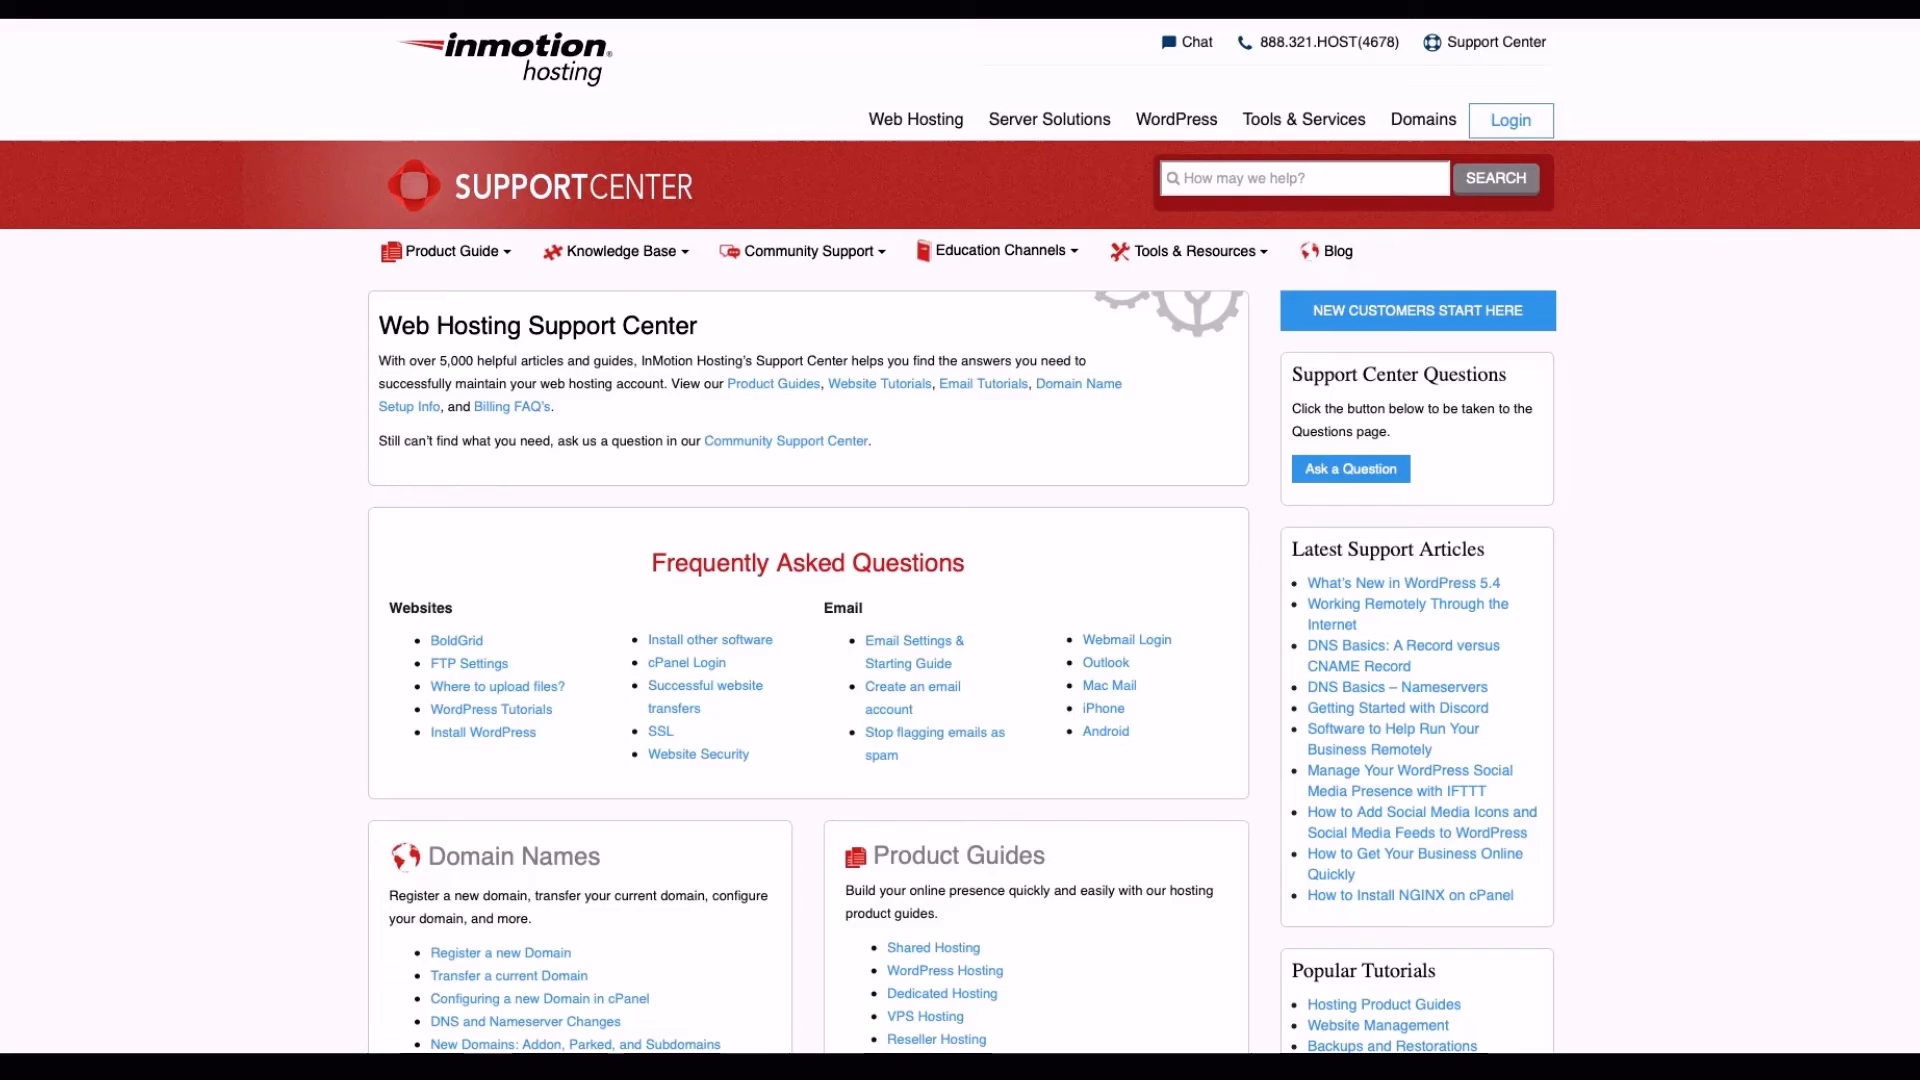 inmotion
hosting
Chat
888.321.HOST(4678)
Support Center
Web Hosting
Server Solutions
WordPress
Tools & Services
Domains
Login
SUPPORTCENTER
How may we help?
SEARCH
Product Guide
Knowledge Base
Community Support
Education Channels
Tools & Resources
Blog
Web Hosting Support Center
With over 5,000 helpful articles and guides, InMotion Hosting's Support Center helps you find the answers you need to
successfully maintain your web hosting account. View our Product Guides, Website Tutorials, Email Tutorials, Domain Name
Setup Info, and Billing FAQ's.
Still can't find what you need, ask us a question in our Community Support Center.
NEW CUSTOMERS START HERE
Support Center Questions
Click the button below to be taken to the
Questions page.
Ask a Question
Frequently Asked Questions
Websites
BoldGrid
FTP Settings
Where to upload files?
WordPress Tutorials
Install WordPress
Install other software
cPanel Login
Successful website
transfers
SSL
Website Security
Email
Email Settings &
Starting Guide
Create an email
account
Stop flagging emails as
spam
Webmail Login
Outlook
Mac Mail
iPhone
Android
Latest Support Articles
What's New in WordPress 5.4
Working Remotely Through the
Internet
DNS Basics: A Record versus
CNAME Record
DNS Basics – Nameservers
Getting Started with Discord
Software to Help Run Your
Business Remotely
Manage Your WordPress Social
Media Presence with IFTTT
How to Add Social Media Icons and
Social Media Feeds to WordPress
How to Get Your Business Online
Quickly
How to Install NGINX on cPanel
Domain Names
Register a new domain, transfer your current domain, configure
your domain, and more.
Register a new Domain
Transfer a current Domain
Configuring a new Domain in cPanel
DNS and Nameserver Changes
New Domains: Addon, Parked, and Subdomains
Product Guides
Build your online presence quickly and easily with our hosting
product guides.
Shared Hosting
WordPress Hosting
Dedicated Hosting
VPS Hosting
Reseller Hosting
Popular Tutorials
Hosting Product Guides
Website Management
Backups and Restorations